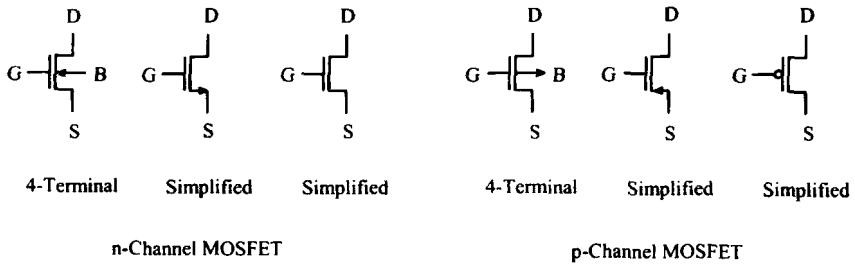 D D D D D D
G B G G G B G G
S S S S S S
4-Terminal Simplified Simplified 4-Terminal Simplified Simplified
n-Channel MOSFET p-Channel MOSFET